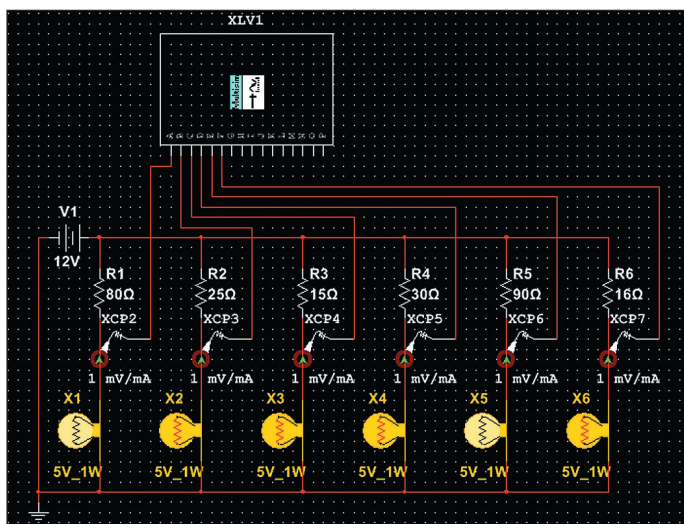 XLV1
Multisim
A B C D E F G H I J K L M N O P
V1
12V
R1
80Ω
R2
25Ω
R3
15Ω
R4
30Ω
R5
90Ω
R6
16Ω
XCP2
XCP3
XCP4
XCP5
XCP6
XCP7
1 mV/mA
1 mV/mA
1 mV/mA
1 mV/mA
1 mV/mA
1 mV/mA
X1
X2
X3
X4
X5
X6
5V_1W
5V_1W
5V_1W
5V_1W
5V_1W
5V_1W